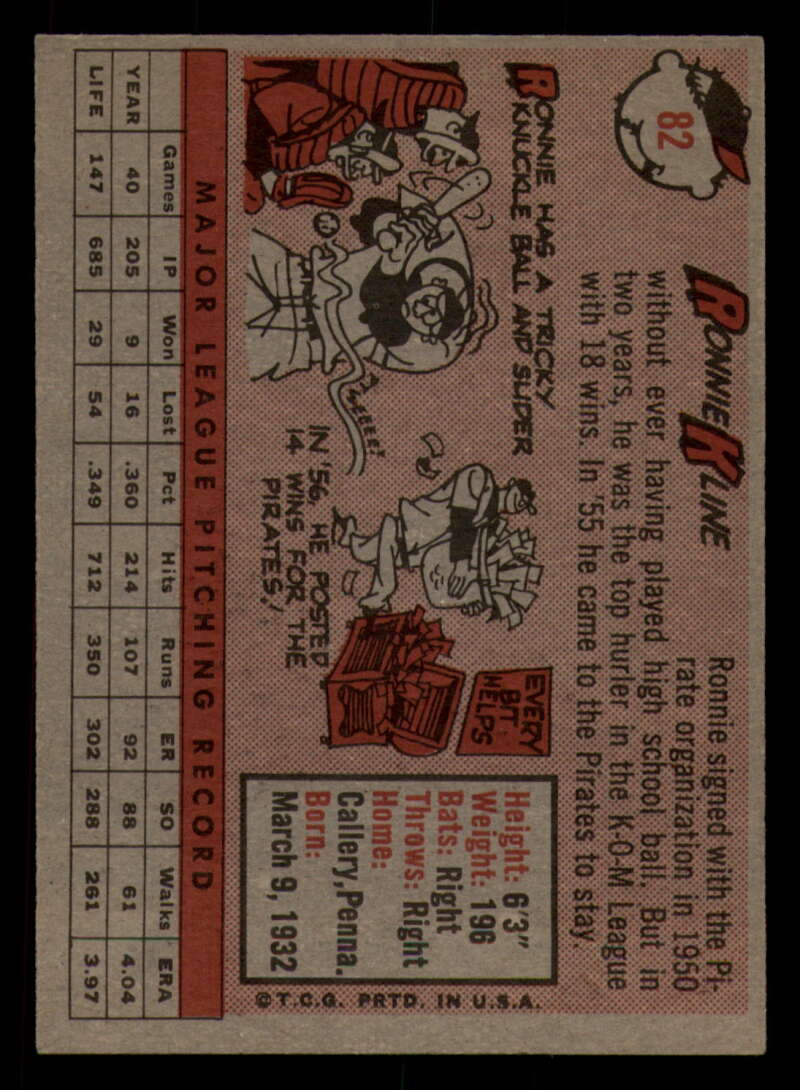 82
RONNIE KLINE
Ronnie signed with the Pi-
rate organization in 1950
without ever having played high school ball. But in
two years, he was the top hurler in the K-O-M League
with 18 wins. In '55 he came to the Pirates to stay.
RONNIE HAS A TRICKY
KNUCKLE BALL AND SLIDER
WEEEE!
IN '56, HE POSTED
14 WINS FOR THE
PIRATES!
EVERY
BIT
HELPS
Height: 6'3"
Weight: 196
Bats: Right
Throws: Right
Home:
Callery, Penna.
Born:
March 9, 1932
©T.C.G. PRTD. IN U.S.A.
MAJOR LEAGUE PITCHING RECORD
Games IP Won Lost Pct Hits Runs ER SO Walks ERA
YEAR 40 205 9 16 .360 214 107 92 88 61 4.04
LIFE 147 685 29 54 .349 712 350 302 288 261 3.97